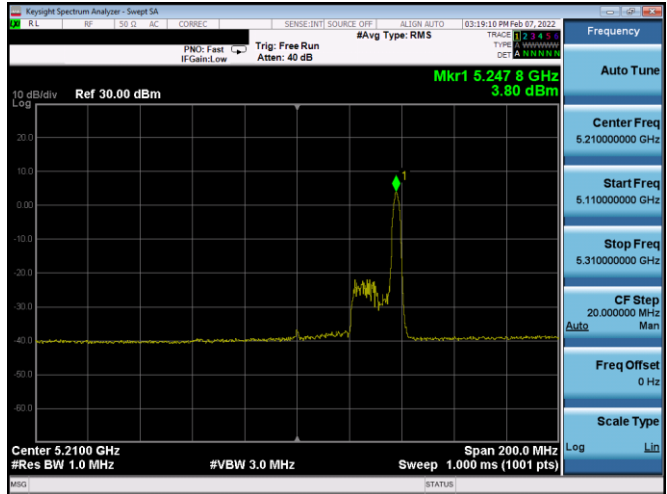 Keysight Spectrum Analyzer - Swept SA
RL RF 50 Ω AC CORREC SENSE:INT SOURCE OFF ALIGN AUTO 03:19:10 PM Feb 07, 2022
#Avg Type: RMS
TRACE 1 2 3 4 5 6
TYPE A WWWWW
DET A N N N N N
PNO: Fast
IFGain:Low
Trig: Free Run
Atten: 40 dB
Mkr1 5.247 8 GHz
3.80 dBm
10 dB/div
Log
Ref 30.00 dBm
20.0
10.0
0.00
-10.0
-20.0
-30.0
-40.0
-50.0
-60.0
1
Center 5.2100 GHz
#Res BW 1.0 MHz
#VBW 3.0 MHz
Span 200.0 MHz
Sweep 1.000 ms (1001 pts)
MSG
STATUS
Frequency
Auto Tune
Center Freq
5.210000000 GHz
Start Freq
5.110000000 GHz
Stop Freq
5.310000000 GHz
CF Step
20.000000 MHz
Auto Man
Freq Offset
0 Hz
Scale Type
Log Lin